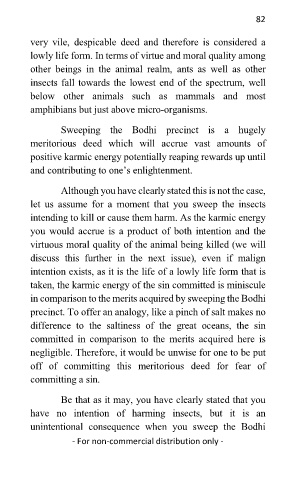 82
very vile, despicable deed and therefore is considered a
lowly life form. In terms of virtue and moral quality among
other beings in the animal realm, ants as well as other
insects fall towards the lowest end of the spectrum, well
below other animals such as mammals and most
amphibians but just above micro-organisms.
Sweeping the Bodhi precinct is a hugely
meritorious deed which will accrue vast amounts of
positive karmic energy potentially reaping rewards up until
and contributing to one’s enlightenment.
Although you have clearly stated this is not the case,
let us assume for a moment that you sweep the insects
intending to kill or cause them harm. As the karmic energy
you would accrue is a product of both intention and the
virtuous moral quality of the animal being killed (we will
discuss this further in the next issue), even if malign
intention exists, as it is the life of a lowly life form that is
taken, the karmic energy of the sin committed is miniscule
in comparison to the merits acquired by sweeping the Bodhi
precinct. To offer an analogy, like a pinch of salt makes no
difference to the saltiness of the great oceans, the sin
committed in comparison to the merits acquired here is
negligible. Therefore, it would be unwise for one to be put
off of committing this meritorious deed for fear of
committing a sin.
Be that as it may, you have clearly stated that you
have no intention of harming insects, but it is an
unintentional consequence when you sweep the Bodhi
- For non-commercial distribution only -